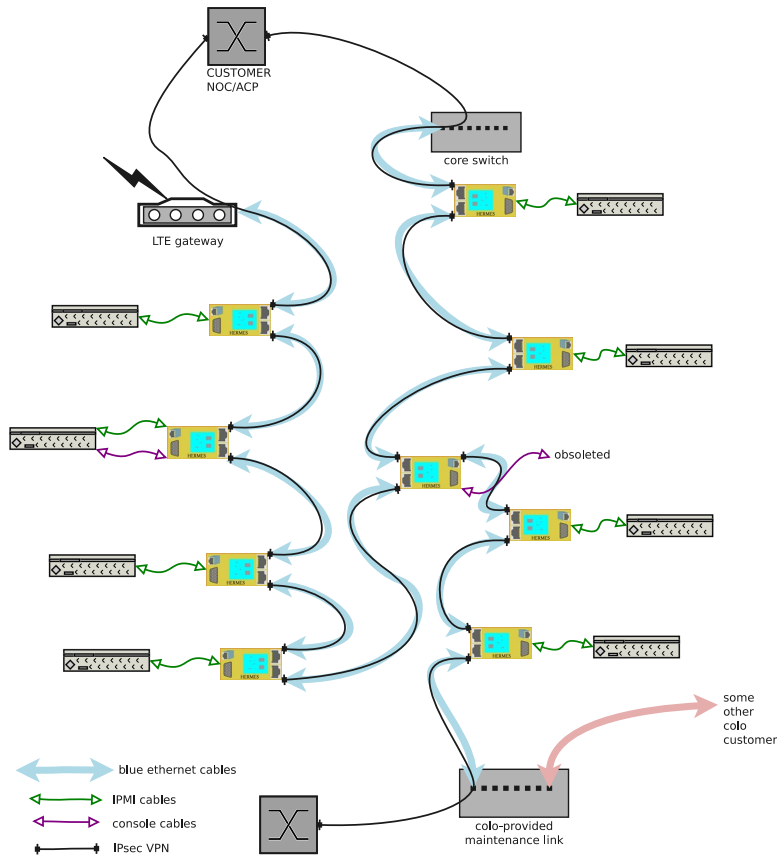 CUSTOMER
NOC/ACP
core switch
LTE gateway
HERMES
HERMES
HERMES
HERMES
HERMES
obsoleted
HERMES
HERMES
HERMES
HERMES
some
other
colo
customer
blue ethernet cables
IPMI cables
console cables
IPsec VPN
colo-provided
maintenance link